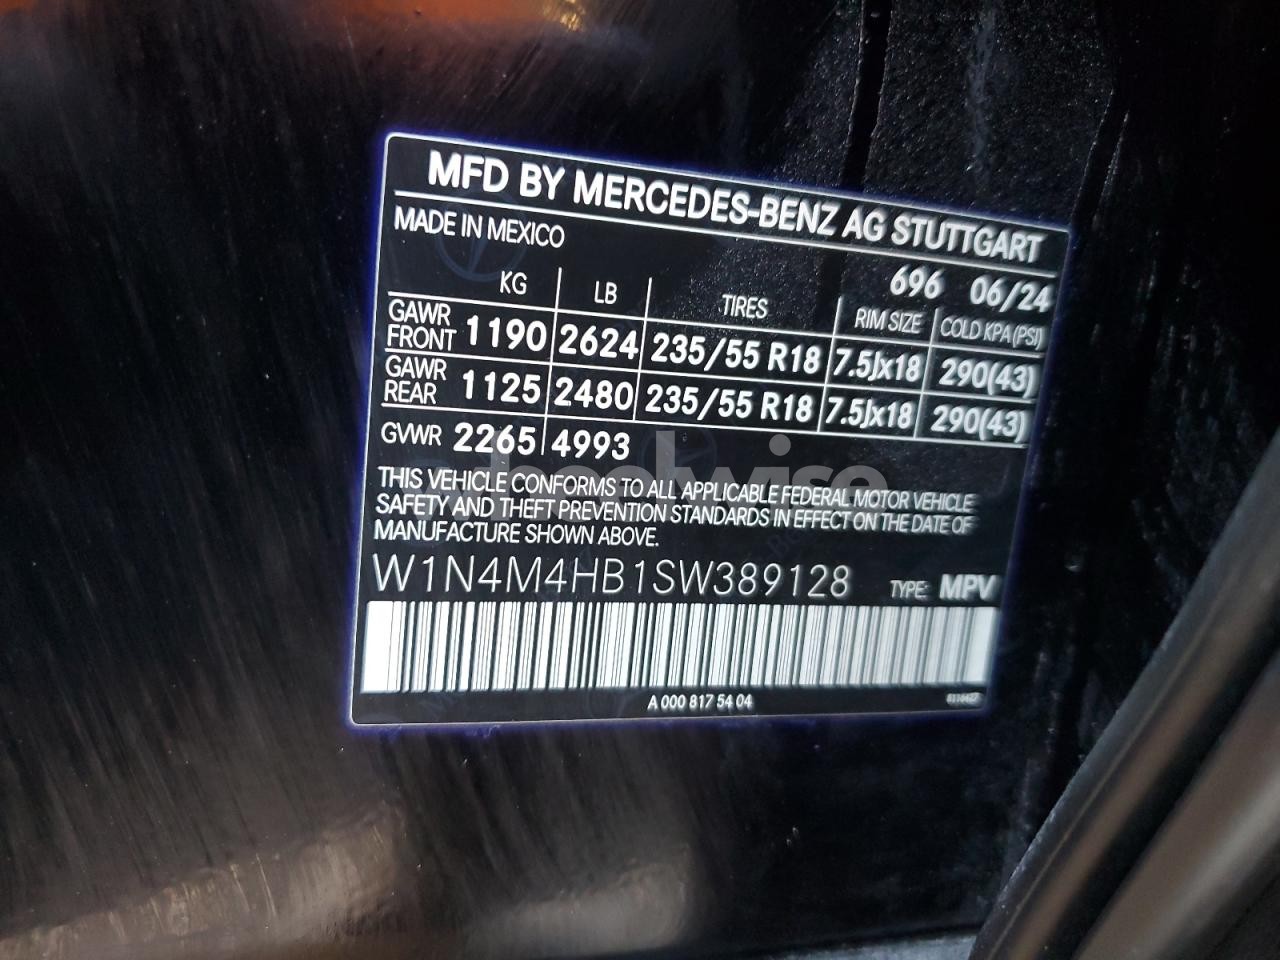 MFD BY MERCEDES-BENZ AG STUTTGART
MADE IN MEXICO
696 06/24
KG LB TIRES RIM SIZE COLD KPA (PSI)
GAWR FRONT 1190 2624 235/55 R18 7.5Jx18 290(43)
GAWR REAR 1125 2480 235/55 R18 7.5Jx18 290(43)
GVWR 2265 4993
THIS VEHICLE CONFORMS TO ALL APPLICABLE FEDERAL MOTOR VEHICLE
SAFETY AND THEFT PREVENTION STANDARDS IN EFFECT ON THE DATE OF
MANUFACTURE SHOWN ABOVE.
W1N4M4HB1SW389128 TYPE: MPV
A 000 817 54 04